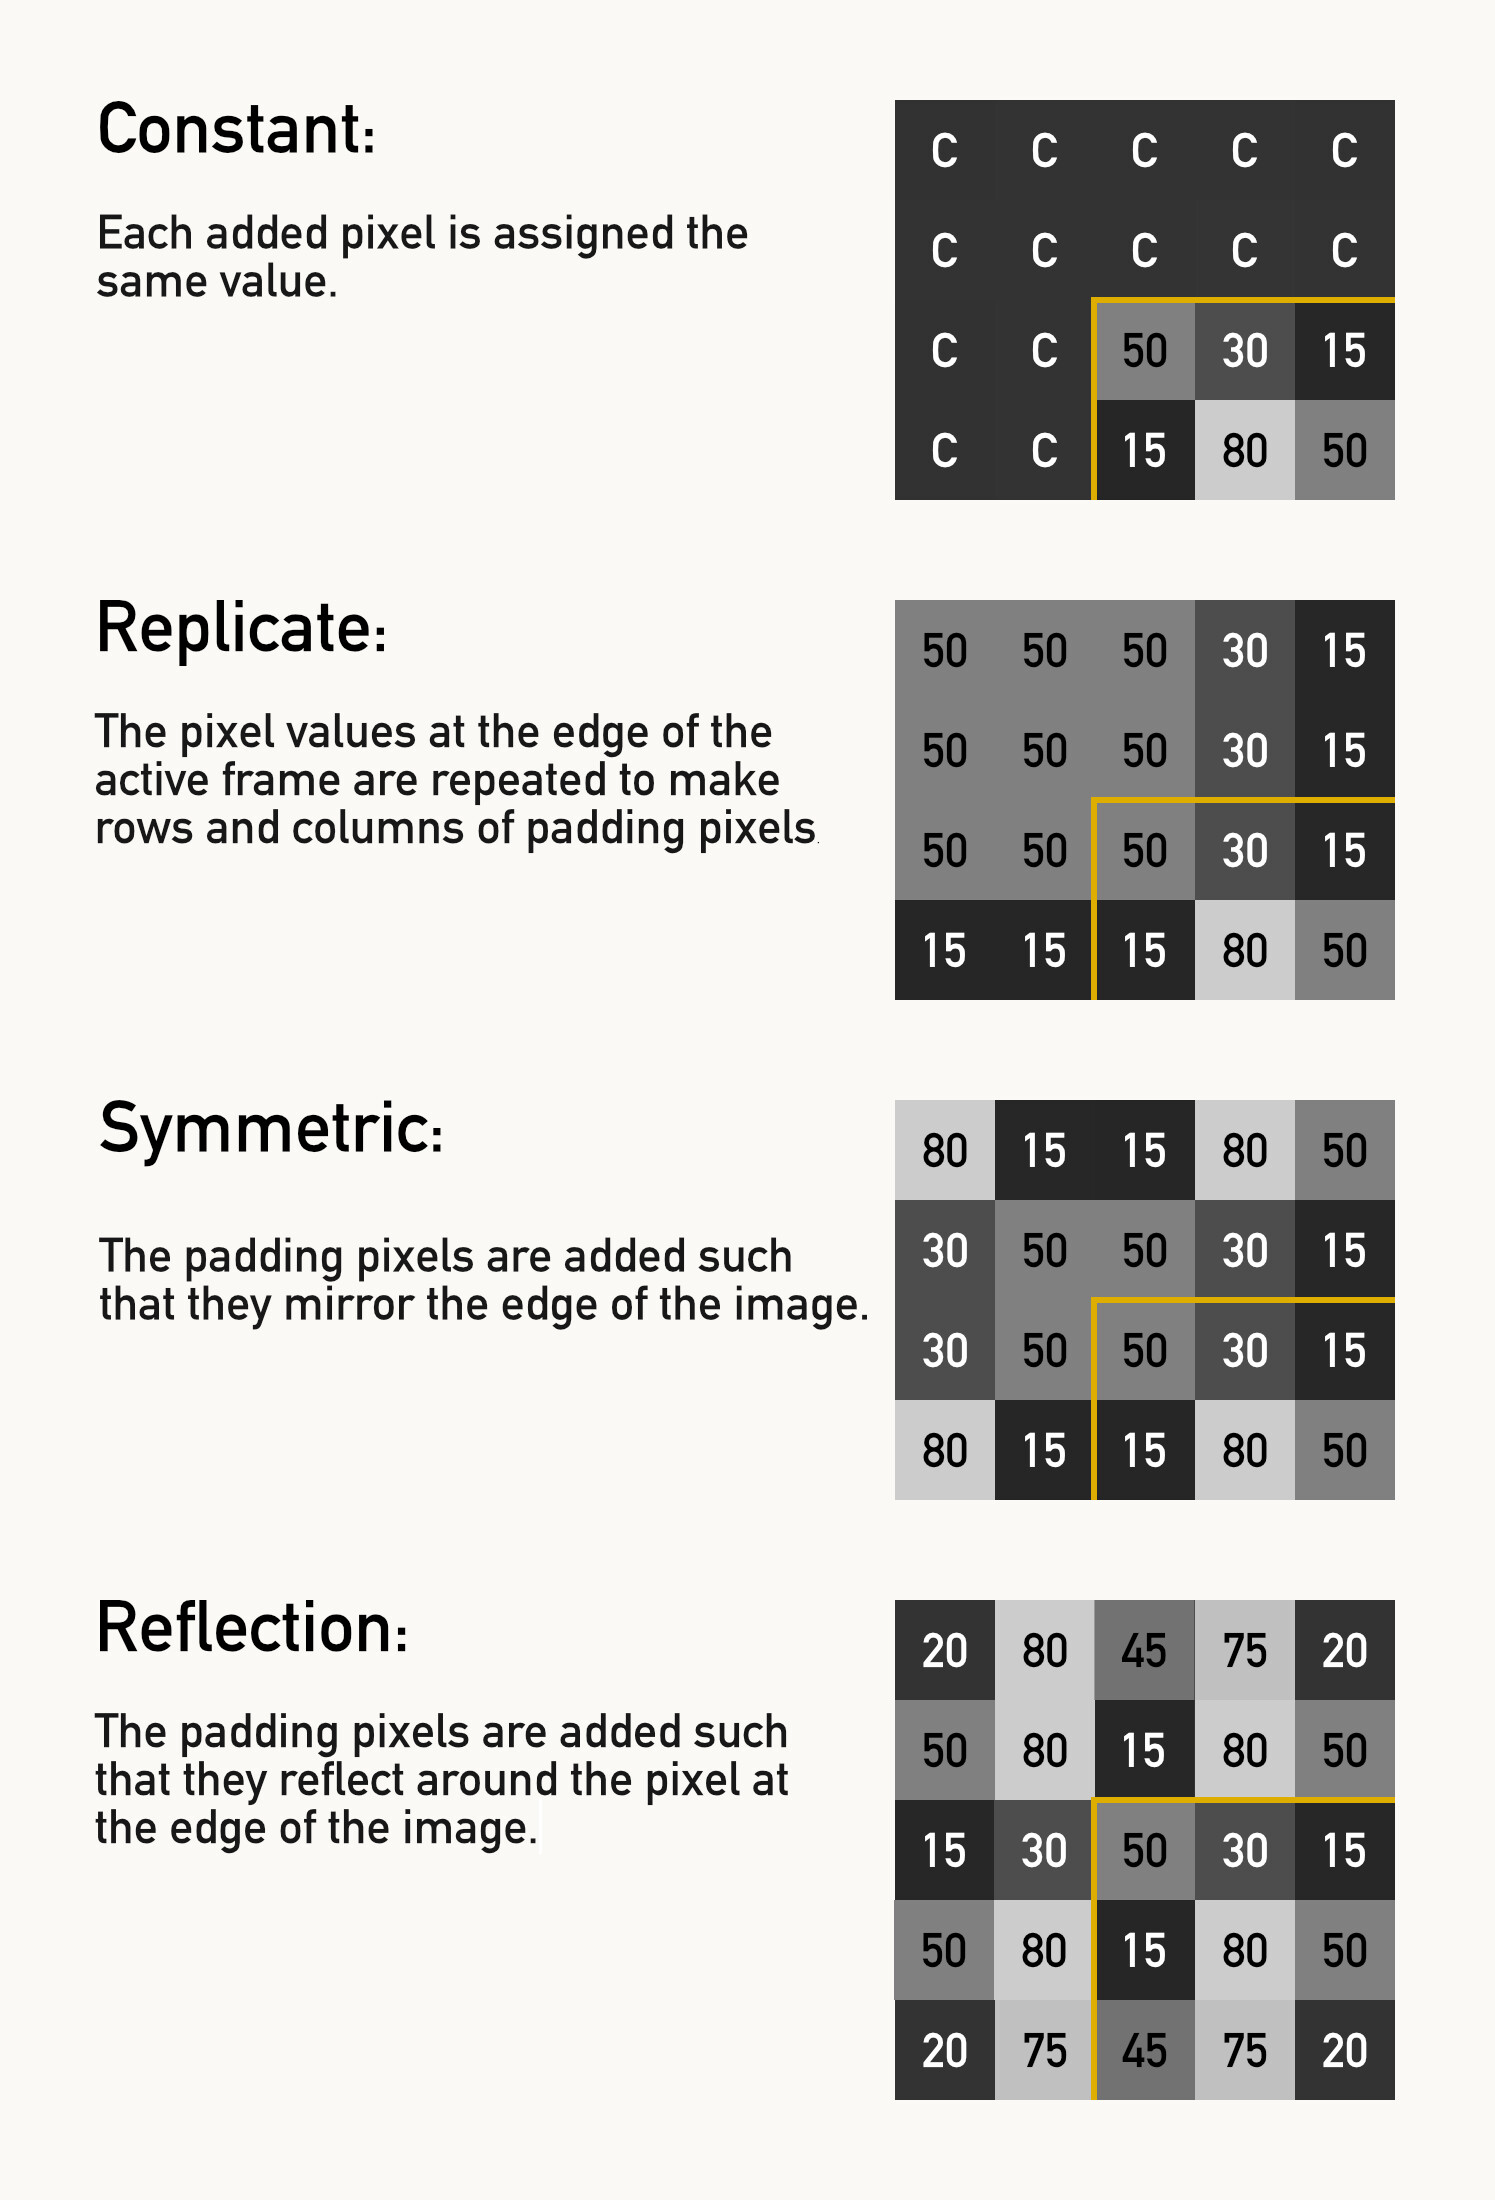 Constant:
Each added pixel is assigned the
same value.
C C C C C
C C C C C
C C 50 30 15
C C 15 80 50
Replicate:
The pixel values at the edge of the
active frame are repeated to make
rows and columns of padding pixels.
50 50 50 30 15
50 50 50 30 15
50 50 50 30 15
15 15 15 80 50
Symmetric:
The padding pixels are added such
that they mirror the edge of the image.
80 15 15 80 50
30 50 50 30 15
30 50 50 30 15
80 15 15 80 50
Reflection:
The padding pixels are added such
that they reflect around the pixel at
the edge of the image.
20 80 45 75 20
50 80 15 80 50
15 30 50 30 15
50 80 15 80 50
20 75 45 75 20